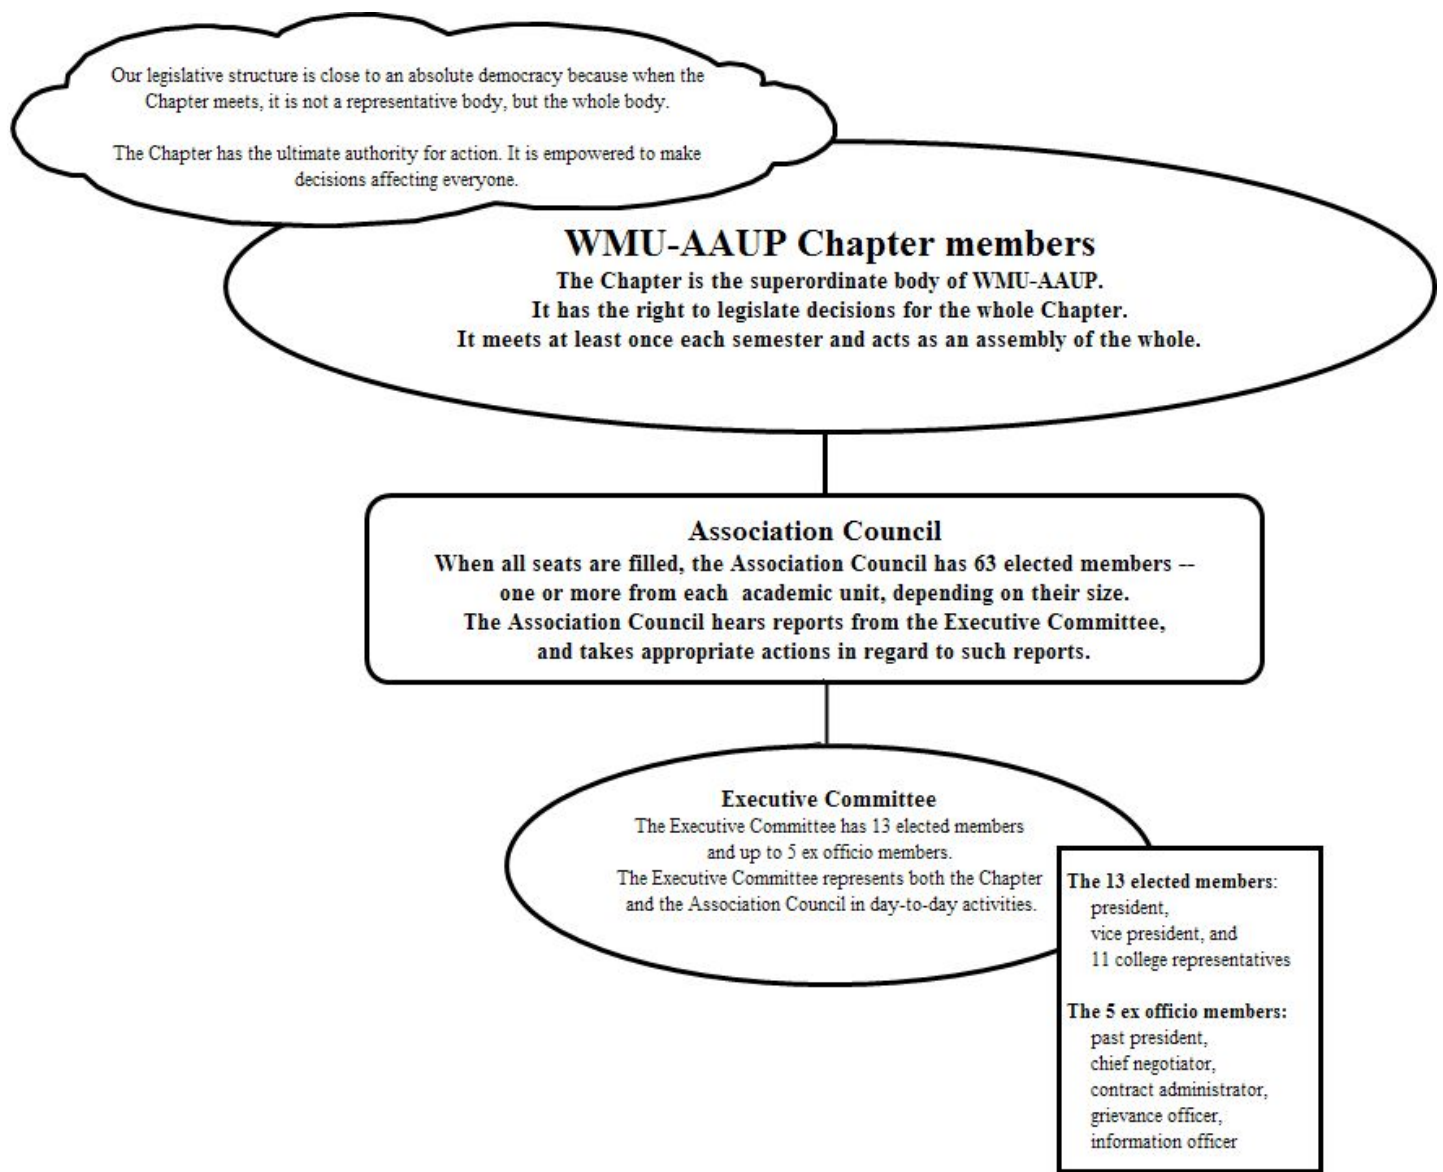 Our legislative structure is close to an absolute democracy because when the
Chapter meets, it is not a representative body, but the whole body.
The Chapter has the ultimate authority for action. It is empowered to make
decisions affecting everyone.
WMU-AAUP Chapter members
The Chapter is the superordinate body of WMU-AAUP.
It has the right to legislate decisions for the whole Chapter.
It meets at least once each semester and acts as an assembly of the whole.
Association Council
When all seats are filled, the Association Council has 63 elected members --
one or more from each academic unit, depending on their size.
The Association Council hears reports from the Executive Committee,
and takes appropriate actions in regard to such reports.
Executive Committee
The Executive Committee has 13 elected members
and up to 5 ex officio members.
The Executive Committee represents both the Chapter
and the Association Council in day-to-day activities.
The 13 elected members:
president,
vice president, and
11 college representatives
The 5 ex officio members:
past president,
chief negotiator,
contract administrator,
grievance officer,
information officer